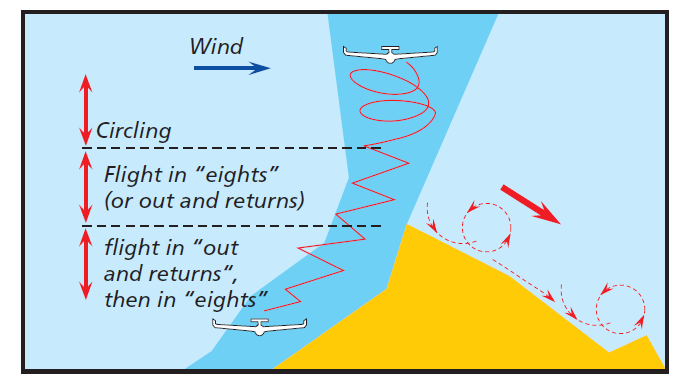 Wind
Circling
Flight in “eights”
(or out and returns)
flight in “out
and returns“,
then in “eights”